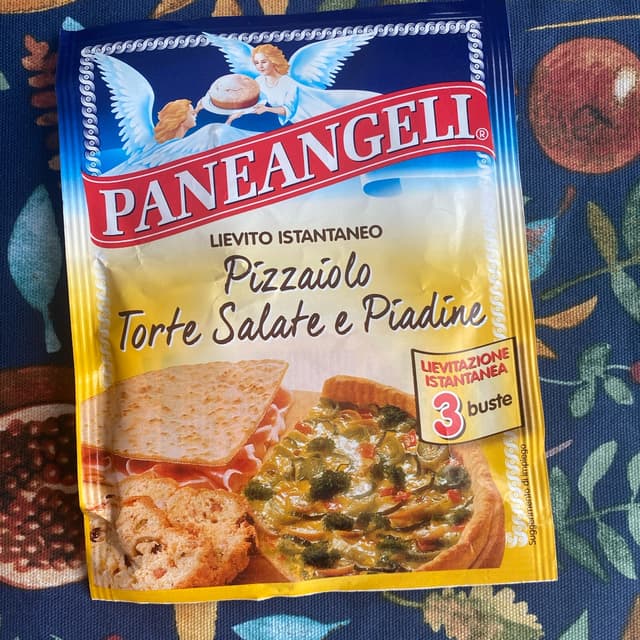 PANEANGELI®
LIEVITO ISTANTANEO
Pizzaiolo
Torte Salate e Piadine
LIEVITAZIONE
ISTANTANEA
3 buste
Suggerimento di impiego